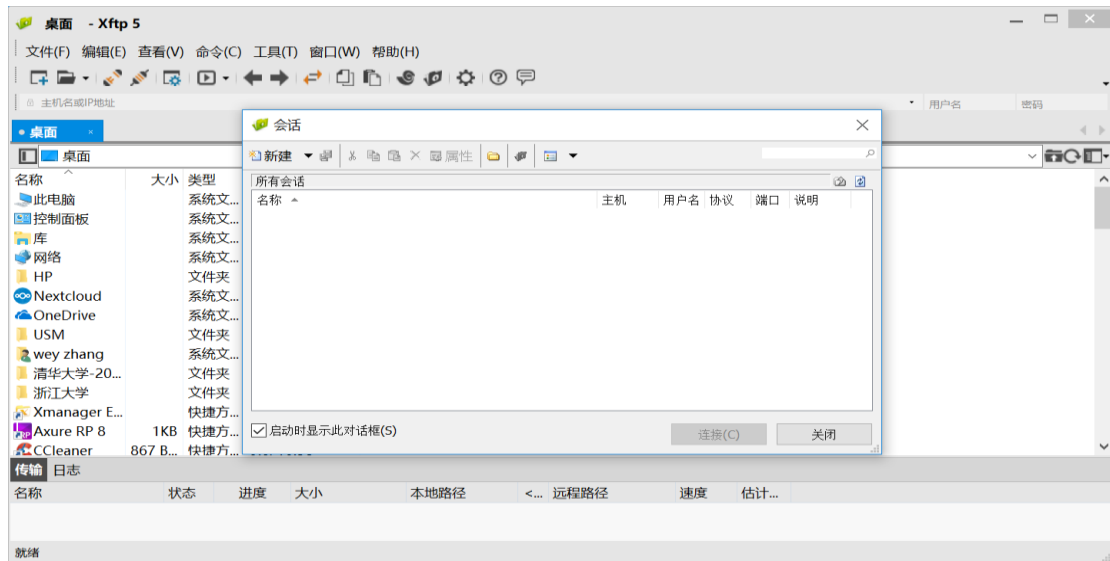 桌面 - Xftp 5
文件(F) 编辑(E) 查看(V) 命令(C) 工具(T) 窗口(W) 帮助(H)
主机名或IP地址 用户名 密码
桌面
会话
桌面
新建 属性
名称 大小 类型
所有会话
名称 主机 用户名 协议 端口 说明
此电脑 系统文...
控制面板 系统文...
库 系统文...
网络 系统文...
HP 文件夹
Nextcloud 系统文...
OneDrive 系统文...
USM 文件夹
wey zhang 系统文...
清华大学-20... 文件夹
浙江大学 文件夹
Xmanager E... 快捷方...
Axure RP 8 1KB 快捷方...
CCleaner 867 B... 快捷方...
启动时显示此对话框(S)
连接(C) 关闭
传输 日志
名称 状态 进度 大小 本地路径 <... 远程路径 速度 估计...
就绪